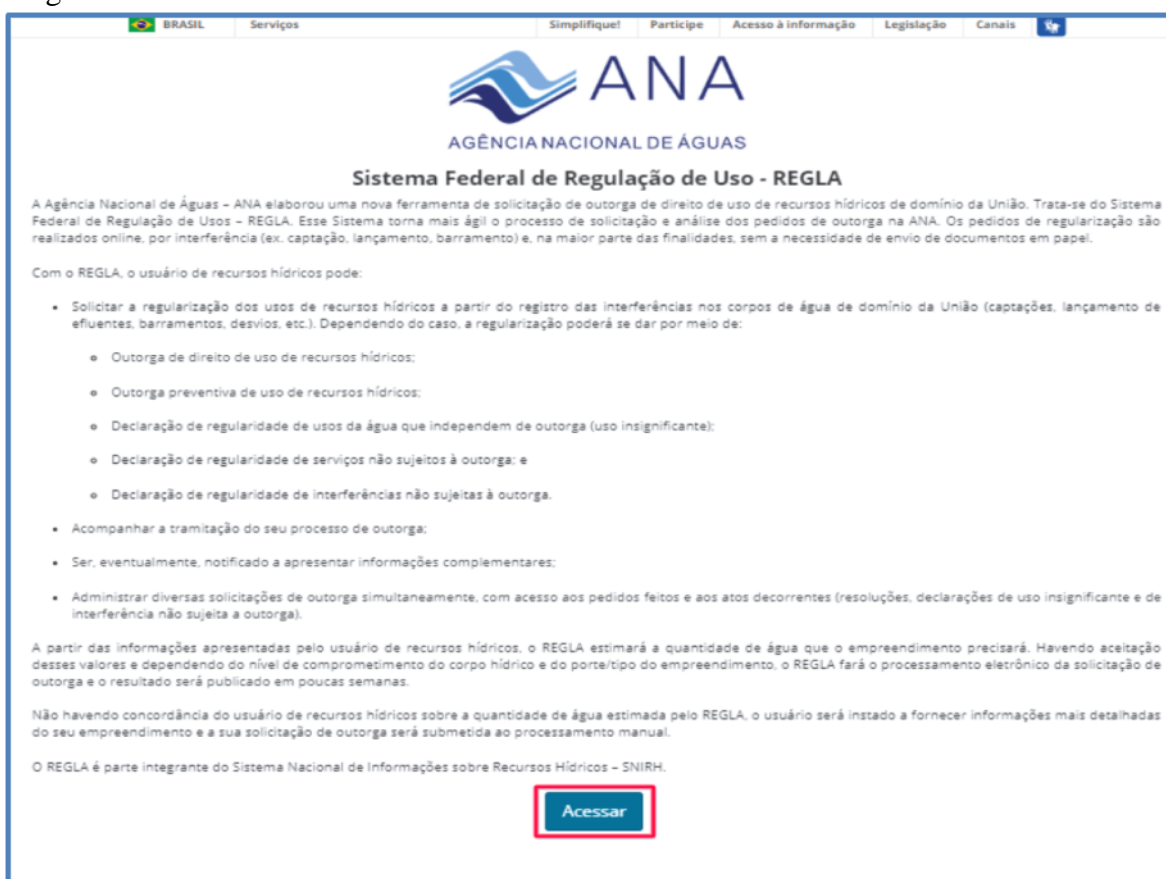 BRASIL Serviços Simplifique! Participe Acesso à informação Legislação Canais
ANA
AGÊNCIA NACIONAL DE ÁGUAS
Sistema Federal de Regulação de Uso - REGLA
A Agência Nacional de Águas – ANA elaborou uma nova ferramenta de solicitação de outorga de direito de uso de recursos hídricos de domínio da União. Trata-se do Sistema
Federal de Regulação de Usos – REGLA. Esse Sistema torna mais ágil o processo de solicitação e análise dos pedidos de outorga na ANA. Os pedidos de regularização são
realizados online, por interferência (ex. captação, lançamento, barramento) e, na maior parte das finalidades, sem a necessidade de envio de documentos em papel.
Com o REGLA, o usuário de recursos hídricos pode:
• Solicitar a regularização dos usos de recursos hídricos a partir do registro das interferências nos corpos de água de domínio da União (captações, lançamento de
efluentes, barramentos, desvios, etc.). Dependendo do caso, a regularização poderá se dar por meio de:
Outorga de direito de uso de recursos hídricos;
Outorga preventiva de uso de recursos hídricos;
Declaração de regularidade de usos da água que independem de outorga (uso insignificante);
Declaração de regularidade de serviços não sujeitos à outorga; e
Declaração de regularidade de interferências não sujeitas à outorga.
• Acompanhar a tramitação do seu processo de outorga;
• Ser, eventualmente, notificado a apresentar informações complementares;
• Administrar diversas solicitações de outorga simultaneamente, com acesso aos pedidos feitos e aos atos decorrentes (resoluções, declarações de uso insignificante e de
interferência não sujeita a outorga).
A partir das informações apresentadas pelo usuário de recursos hídricos, o REGLA estimará a quantidade de água que o empreendimento precisará. Havendo aceitação
desses valores e dependendo do nível de comprometimento do corpo hídrico e do porte/tipo do empreendimento, o REGLA fará o processamento eletrônico da solicitação de
outorga e o resultado será publicado em poucas semanas.
Não havendo concordância do usuário de recursos hídricos sobre a quantidade de água estimada pelo REGLA, o usuário será instado a fornecer informações mais detalhadas
do seu empreendimento e a sua solicitação de outorga será submetida ao processamento manual.
O REGLA é parte integrante do Sistema Nacional de Informações sobre Recursos Hídricos – SNIRH.
Acessar